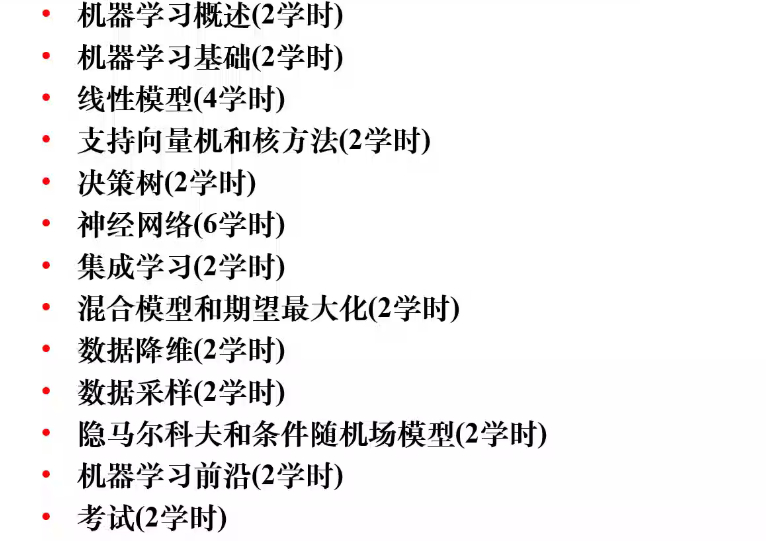 • 机器学习概述(2学时)
• 机器学习基础(2学时)
• 线性模型(4学时)
• 支持向量机和核方法(2学时)
• 决策树(2学时)
• 神经网络(6学时)
• 集成学习(2学时)
• 混合模型和期望最大化(2学时)
• 数据降维(2学时)
• 数据采样(2学时)
• 隐马尔科夫和条件随机场模型(2学时)
• 机器学习前沿(2学时)
• 考试(2学时)